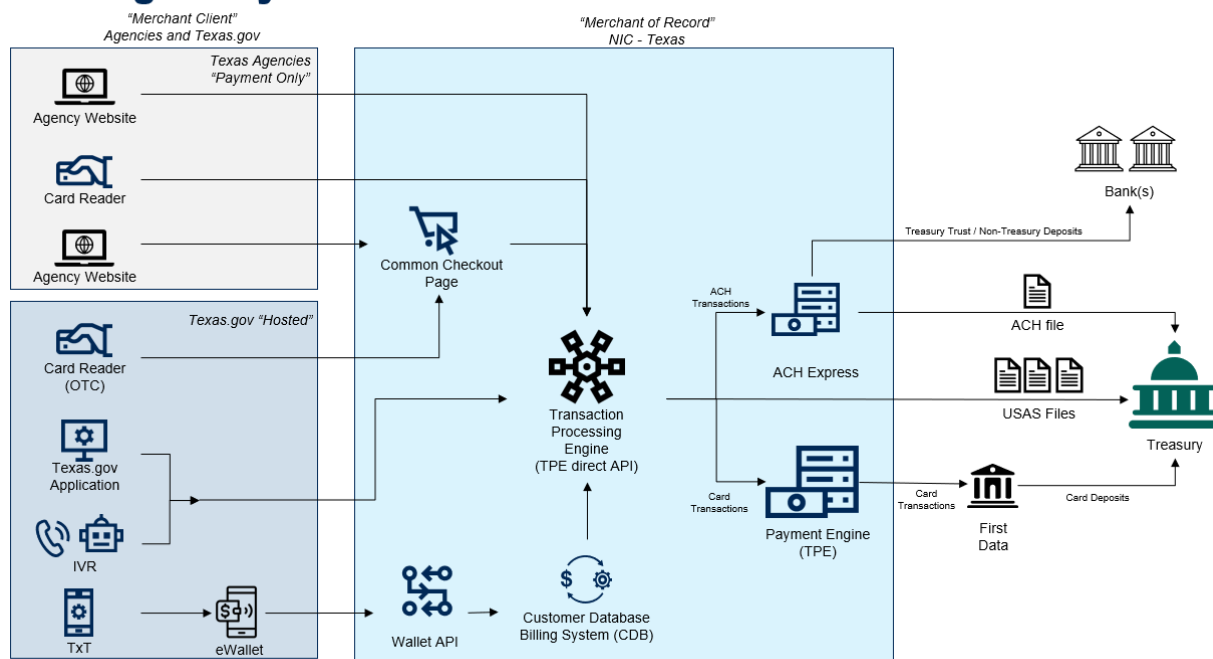 “Merchant Client”
Agencies and Texas.gov
“Merchant of Record”
NIC - Texas
Texas Agencies
“Payment Only”
Agency Website
Card Reader
Agency Website
Common Checkout
Page
Texas.gov “Hosted”
Card Reader
(OTC)
Texas.gov
Application
IVR
TxT
eWallet
Wallet API
$
Customer Database
Billing System (CDB)
Transaction
Processing
Engine
(TPE direct API)
ACH
Transactions
ACH Express
Card
Transactions
Payment Engine
(TPE)
Treasury Trust / Non-Treasury Deposits
Bank(s)
ACH file
USAS Files
Treasury
Card
Transactions
First
Data
Card Deposits